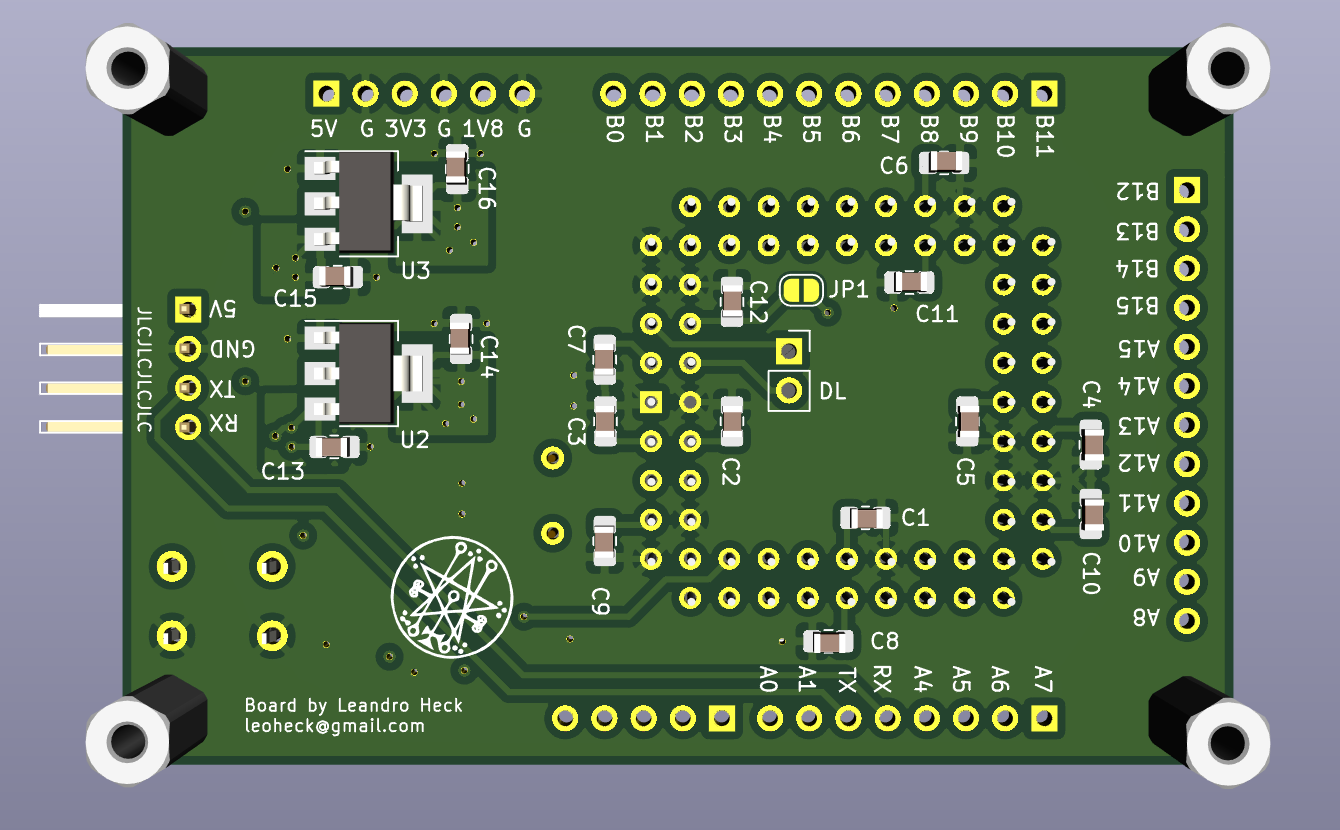 5V G 3V3 G 1V8 G
B0 B1 B2 B3 B4 B5 B6 B7 B8 B9 B10 B11
C6
C16
B12
B13
B14
B15
A15
A14
A13
A12
A11
A10
A9
A8
U3
C15
C12
JP1
C11
5V
GND
TX
RX
JLCJLCJLCJLC
C7
C14
DL
C3
U2
C13
C2
C5
C4
C1
C10
C9
C8
A0 A1 TX RX A4 A5 A6 A7
Board by Leandro Heck
leoheck@gmail.com